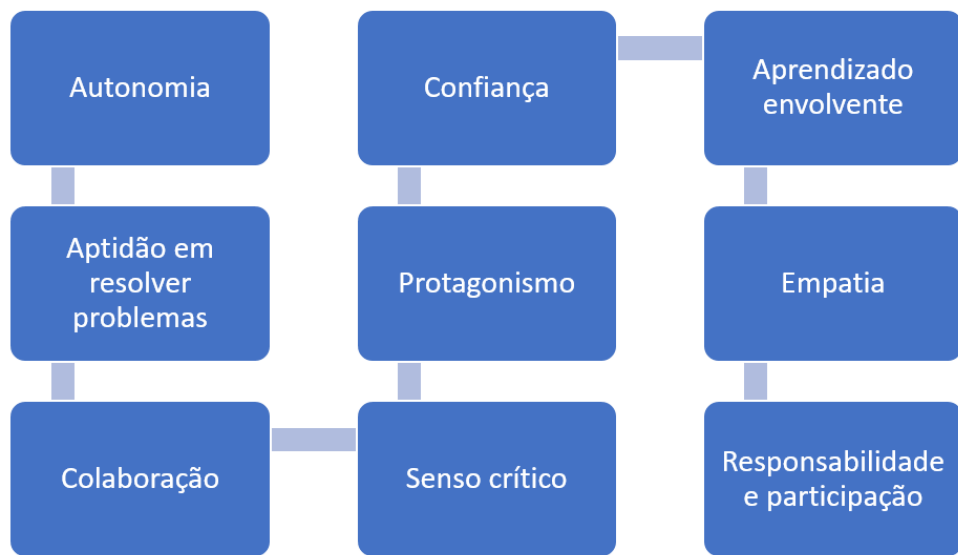 Autonomia
Aptidão em
resolver
problemas
Colaboração
Senso crítico
Protagonismo
Confiança
Aprendizado
envolvente
Empatia
Responsabilidade
e participação